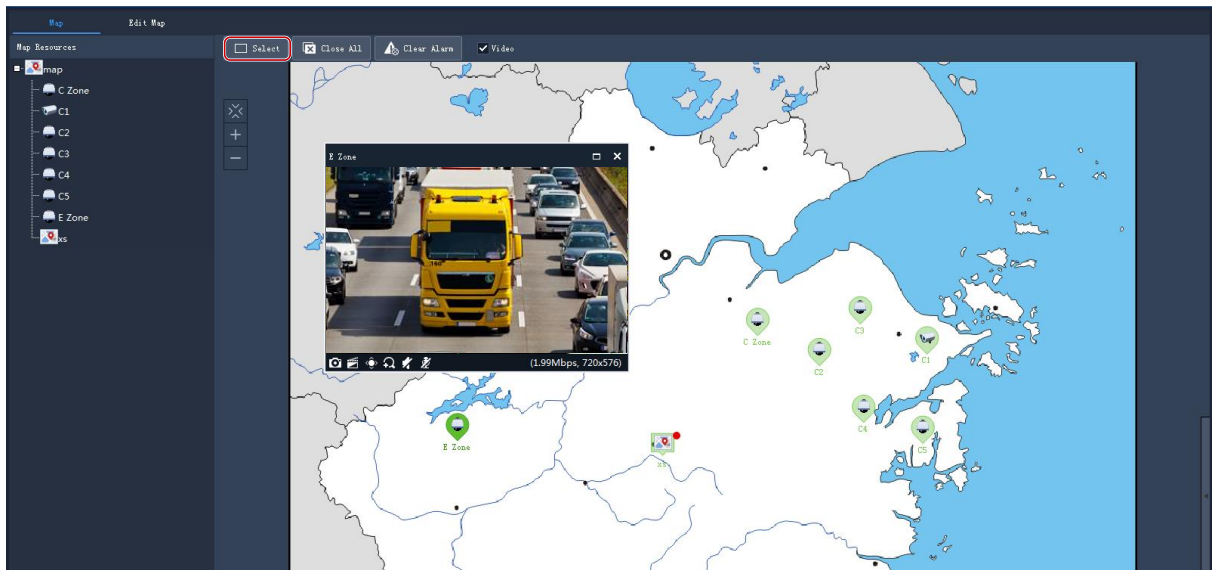 Map Edit Map
Map Resources
Select Close All Clear Alarm Video
map
C Zone
C1
C2
C3
C4
C5
E Zone
xs
E Zone
(1.99Mbps, 720x576)
C Zone
C2
C3
C1
C4
C5
E Zone
xs